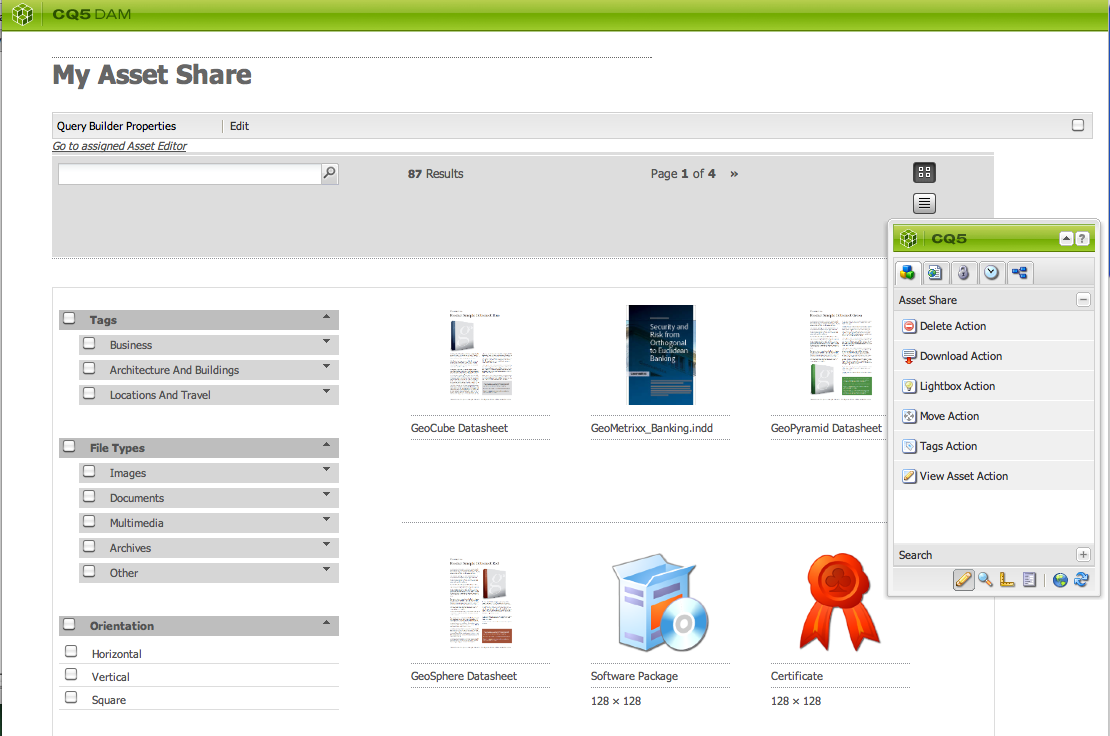 CQ5 DAM
My Asset Share
Query Builder Properties
Edit
Go to assigned Asset Editor
87 Results
Page 1 of 4 »
CQ5
?
Asset Share
Delete Action
Download Action
Lightbox Action
Move Action
Tags Action
View Asset Action
Search
Tags
Business
Architecture And Buildings
Locations And Travel
File Types
Images
Documents
Multimedia
Archives
Other
Orientation
Horizontal
Vertical
Square
Security and
Risk from
Orthogonal
to Euclidean
Banking
GeoCube Datasheet
GeoMetrixx_Banking.indd
GeoPyramid Datasheet
GeoSphere Datasheet
Software Package
128 × 128
Certificate
128 × 128